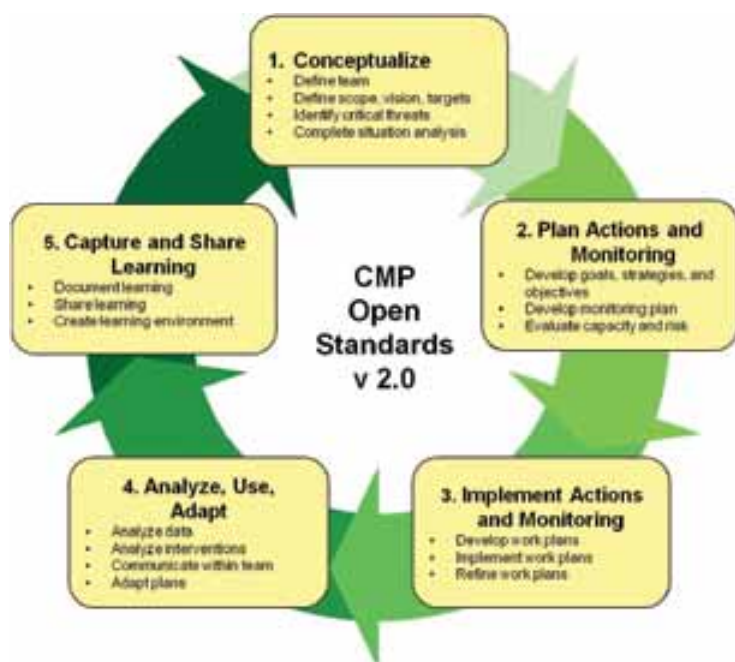 1. Conceptualize
• Define team
• Define scope, vision, targets
• Identify critical threats
• Complete situation analysis
2. Plan Actions and
Monitoring
• Develop goals, strategies, and
objectives
• Develop monitoring plan
• Evaluate capacity and risk
3. Implement Actions
and Monitoring
• Develop work plans
• Implement work plans
• Refine work plans
4. Analyze, Use,
Adapt
• Analyze data
• Analyze interventions
• Communicate within team
• Adapt plans
5. Capture and Share
Learning
• Document learning
• Share learning
• Create learning environment
CMP
Open
Standards
v 2.0